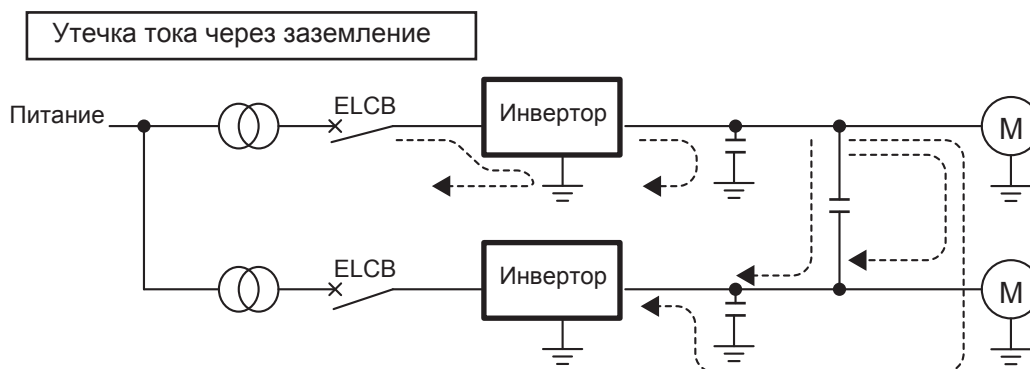 Утечка тока через заземление
Питание
ELCB
Инвертор
M
ELCB
Инвертор
M